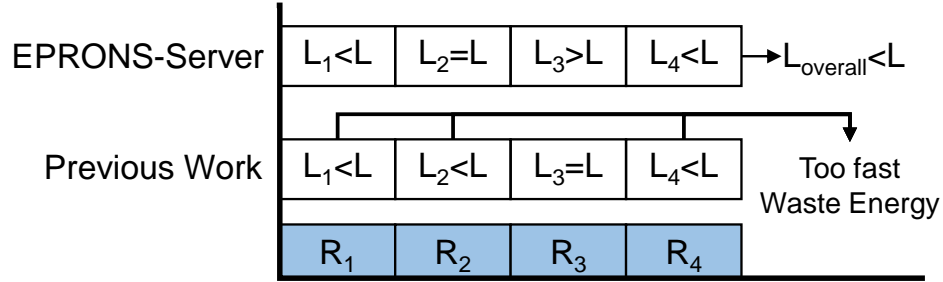 EPRONS-Server L₁<L L₂=L L₃>L L₄<L Lₒᵥₑᵣₐₗₗ<L
Previous Work L₁<L L₂<L L₃=L L₄<L Too fast
Waste Energy
R₁ R₂ R₃ R₄